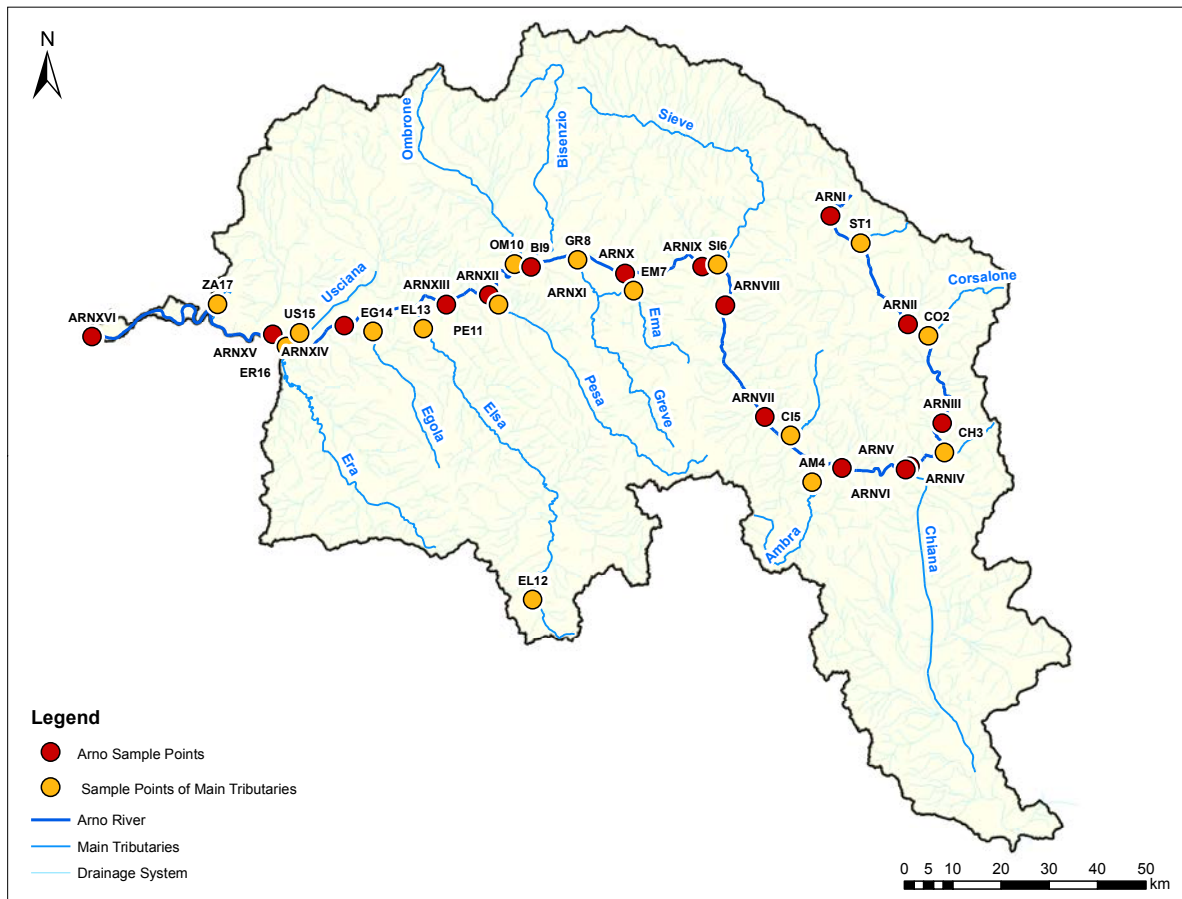 N
Ombrone
Bisenzio
Sieve
ARNI
ST1
OM10
BI9
GR8
ARNX
ARNIX
SI6
EM7
Corsalone
ZA17
Usciana
ARNXIII
ARNXII
ARNXI
ARNVIII
ARNII
CO2
ARNXVI
US15
EG14
EL13
PE11
Ema
ARNXV
ARNXIV
ER16
Pesa
Greve
ARNVII
ARNIII
Egola
Elsa
CI5
CH3
Era
AM4
ARNV
ARNIV
ARNVI
Ambra
Chiana
EL12
Legend
Arno Sample Points
Sample Points of Main Tributaries
Arno River
Main Tributaries
Drainage System
0 5 10 20 30 40 50
km